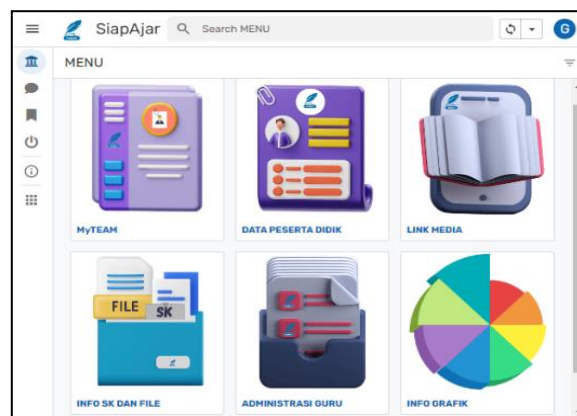 SiapAjar
Search MENU
G
MENU
MyTEAM
DATA PESERTA DIDIK
LINK MEDIA
FILE
SK
INFO SK DAN FILE
ADMINISTRASI GURU
INFO GRAFIK